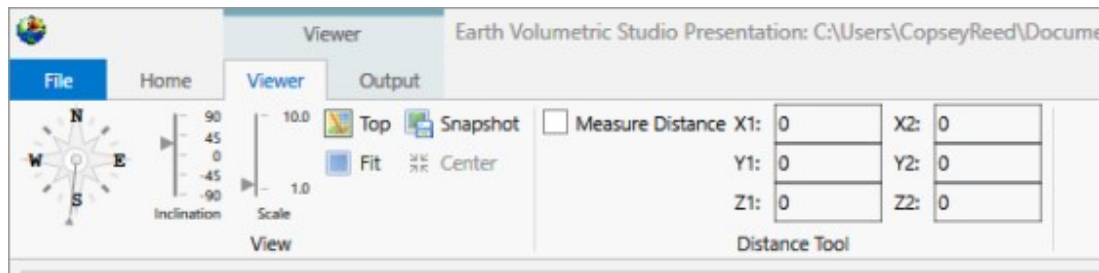 Viewer
Earth Volumetric Studio Presentation: C:\Users\CopseyReed\Docume
File Home Viewer Output
N
W E
S
90
45
0
-45
-90
Inclination
10.0
1.0
Scale
Top Snapshot
Fit Center
View
Measure Distance X1: 0 X2: 0
Y1: 0 Y2: 0
Z1: 0 Z2: 0
Distance Tool